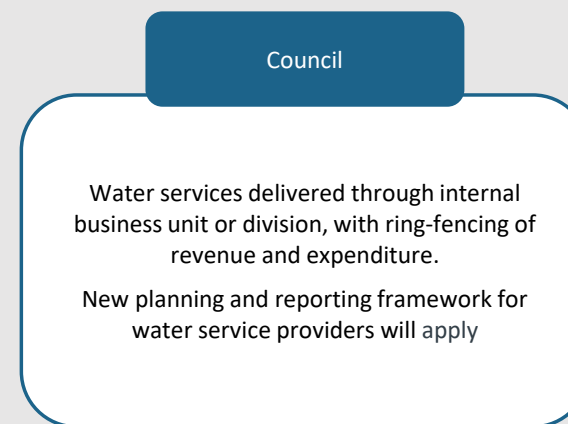 Council
Water services delivered through internal
business unit or division, with ring-fencing of
revenue and expenditure.
New planning and reporting framework for
water service providers will apply